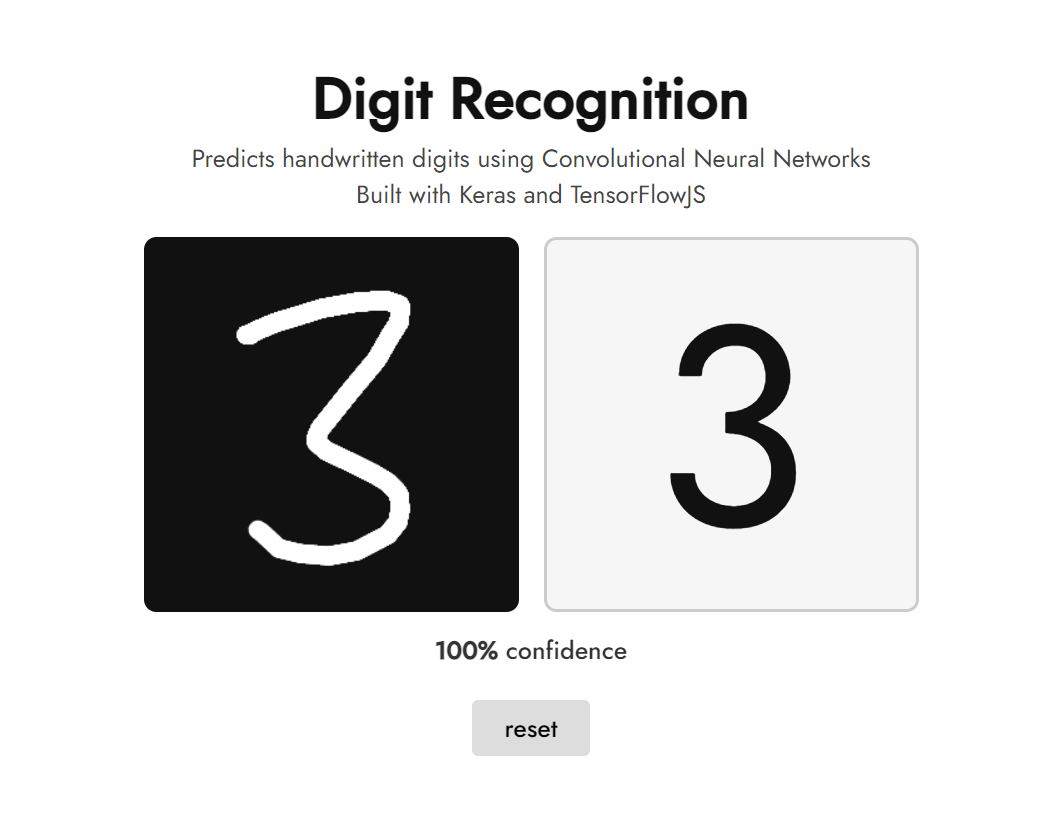 Digit Recognition
Predicts handwritten digits using Convolutional Neural Networks
Built with Keras and TensorFlowJS
3
3
100% confidence
reset